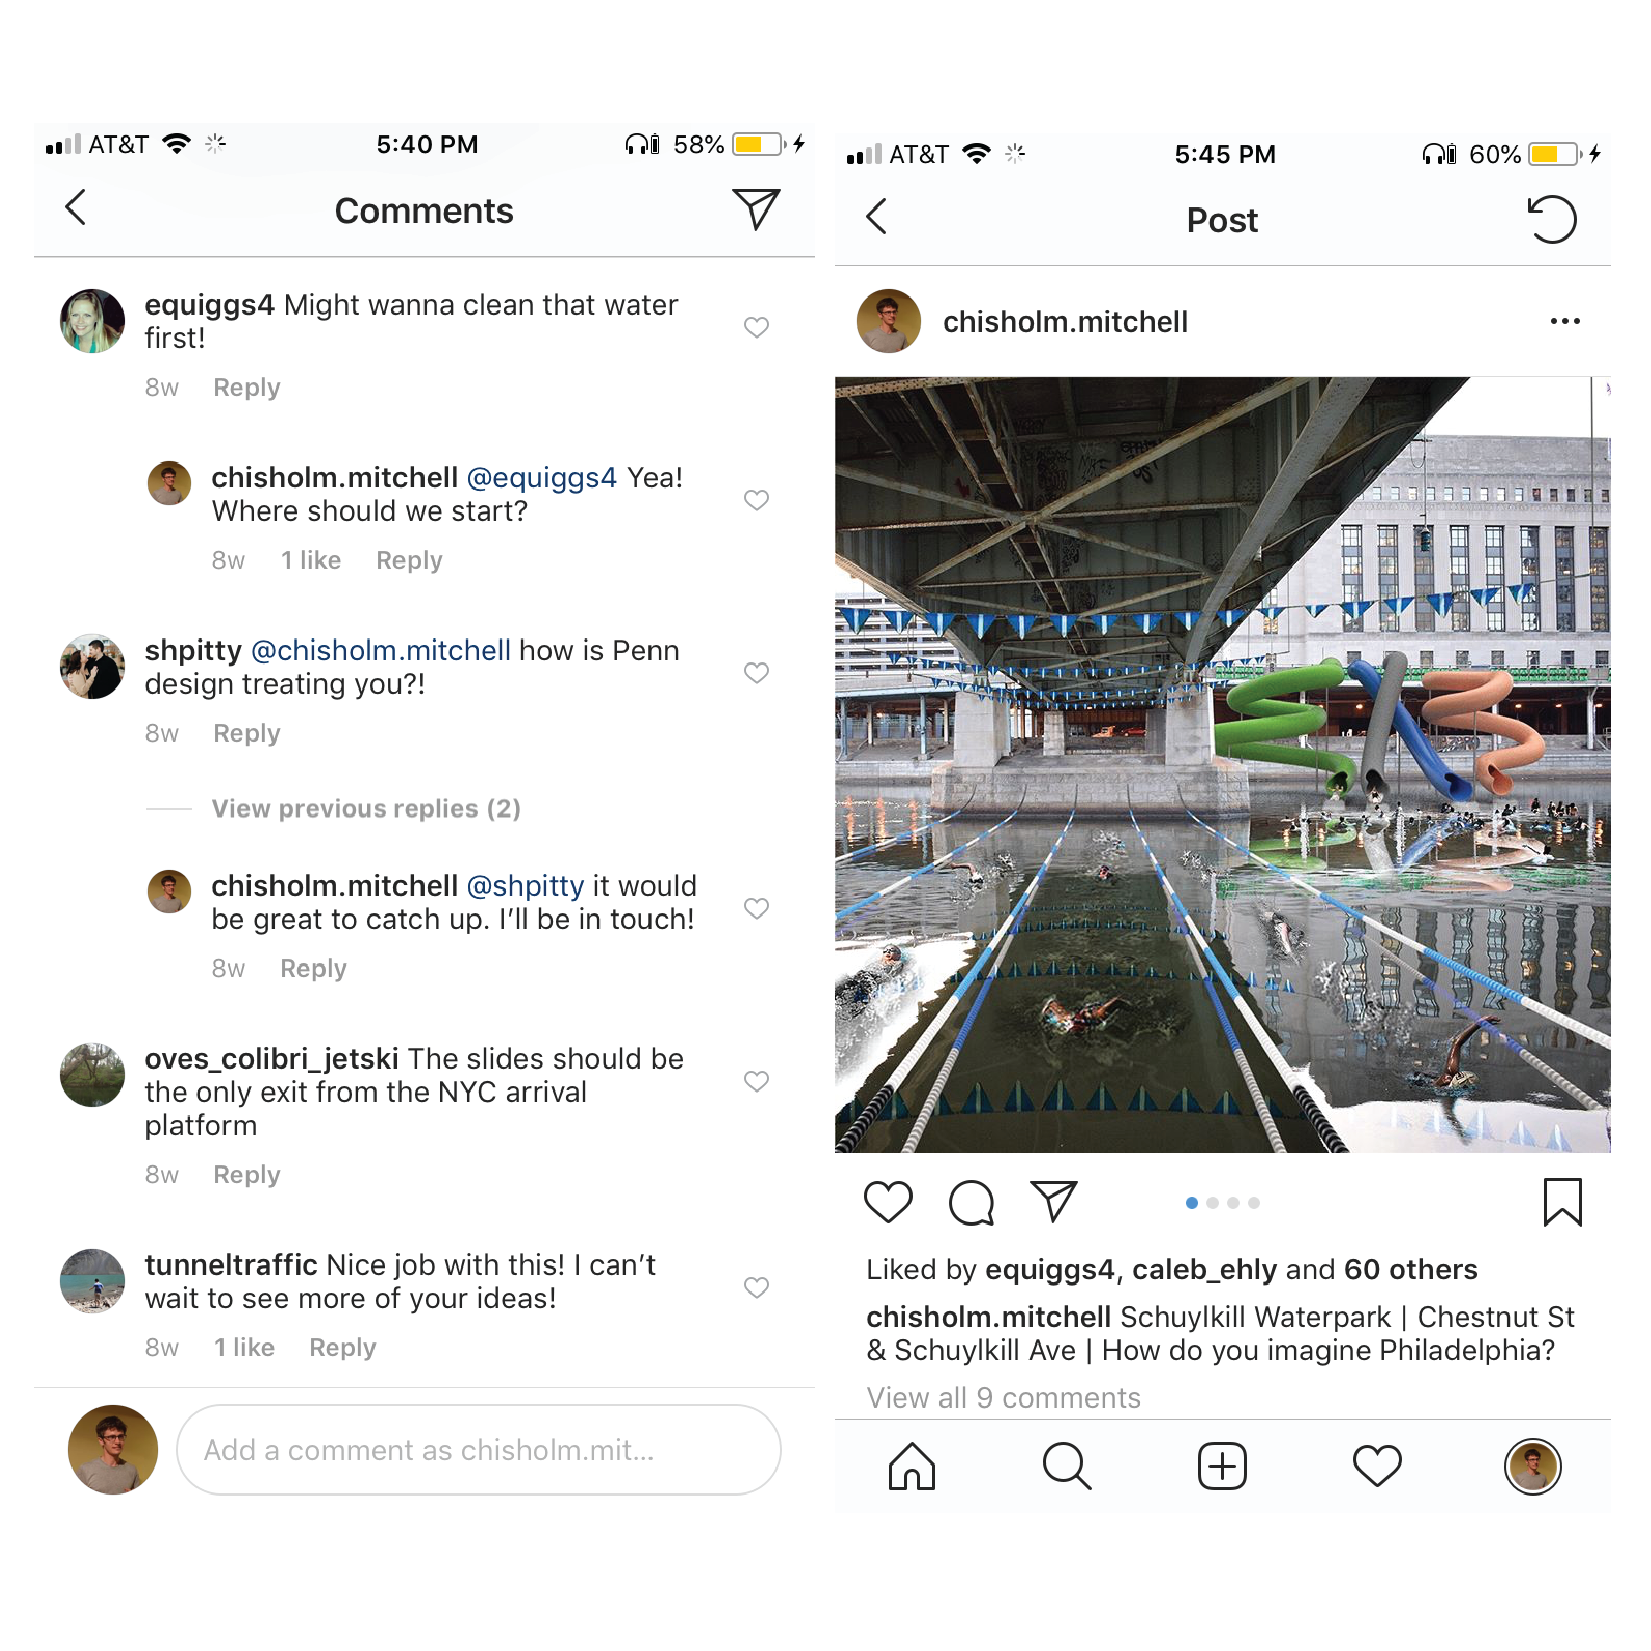 AT&T 5:40 PM 58%
Comments
equiggs4 Might wanna clean that water
first!
8w Reply
chisholm.mitchell @equiggs4 Yea!
Where should we start?
8w 1 like Reply
shpitty @chisholm.mitchell how is Penn
design treating you?!
8w Reply
View previous replies (2)
chisholm.mitchell @shpitty it would
be great to catch up. I'll be in touch!
8w Reply
oves_colibri_jetski The slides should be
the only exit from the NYC arrival
platform
8w Reply
tunneltraffic Nice job with this! I can't
wait to see more of your ideas!
8w 1 like Reply
Add a comment as chisholm.mit...
AT&T 5:45 PM 60%
Post
chisholm.mitchell
Liked by equiggs4, caleb_ehly and 60 others
chisholm.mitchell Schuylkill Waterpark | Chestnut St
& Schuylkill Ave | How do you imagine Philadelphia?
View all 9 comments